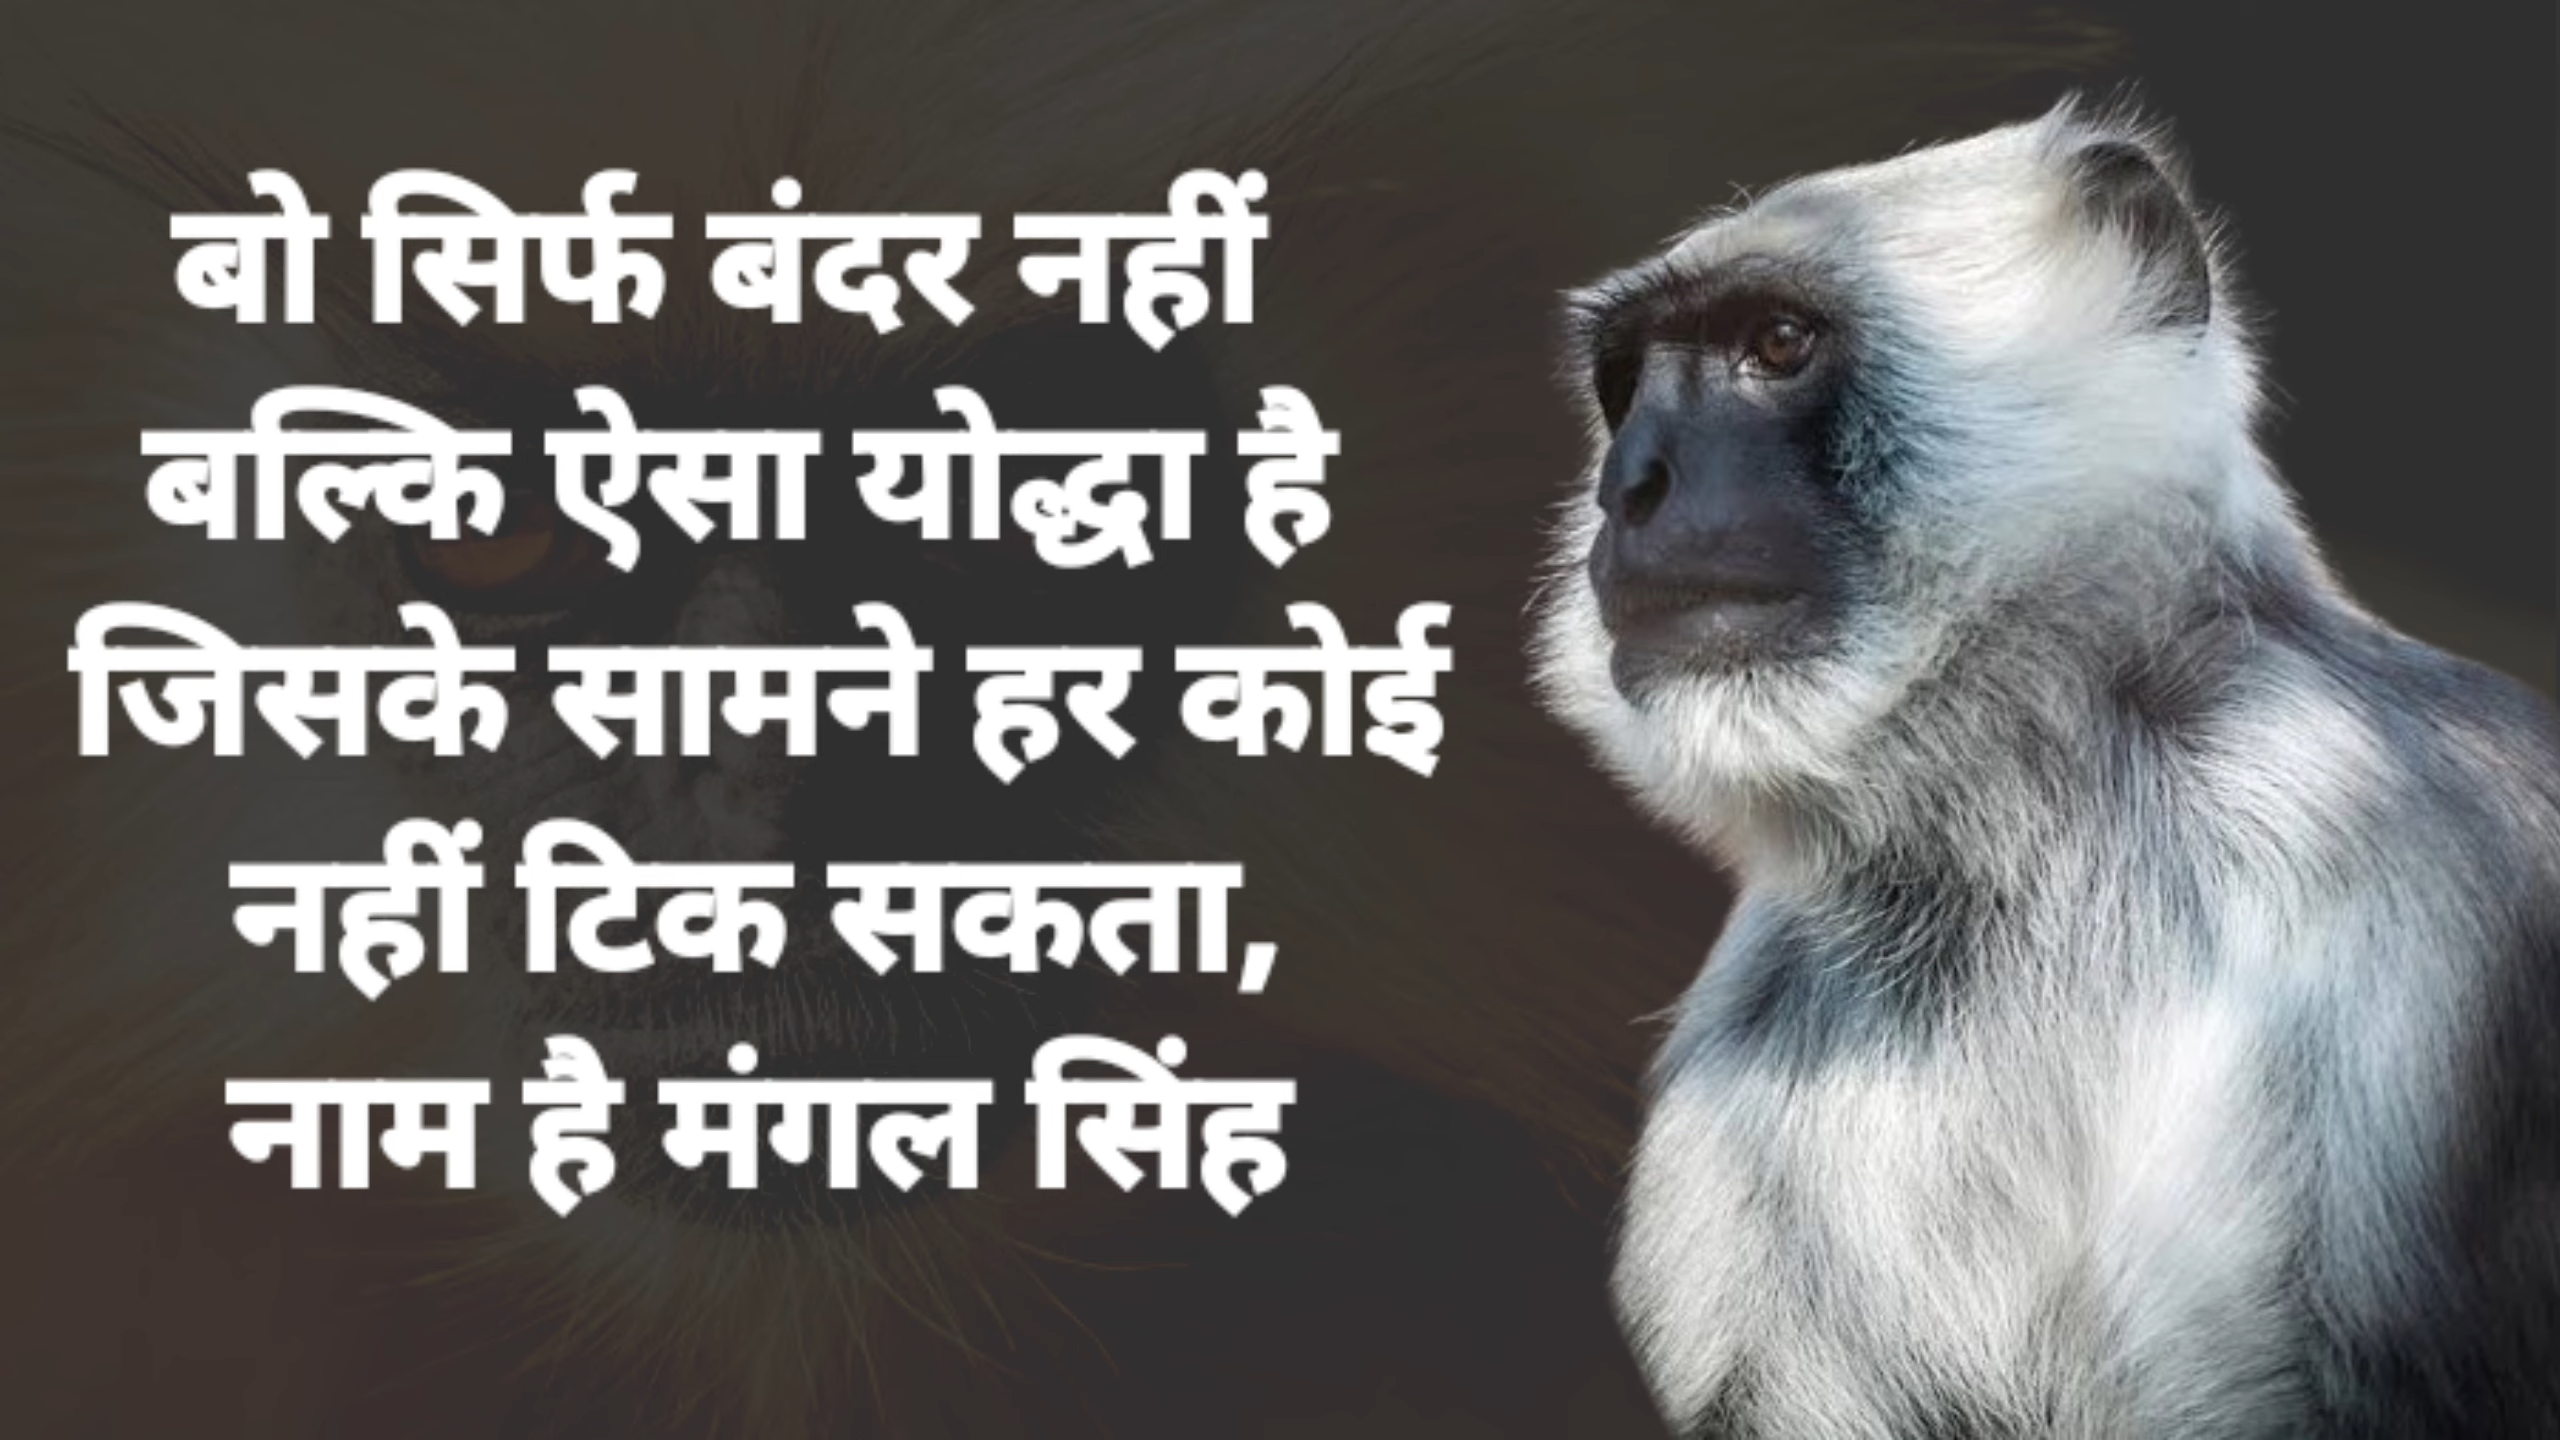 बो सिर्फ बंदर नहीं
बल्कि ऐसा योद्धा है
जिसके सामने हर कोई
नहीं टिक सकता,
नाम है मंगल सिंह